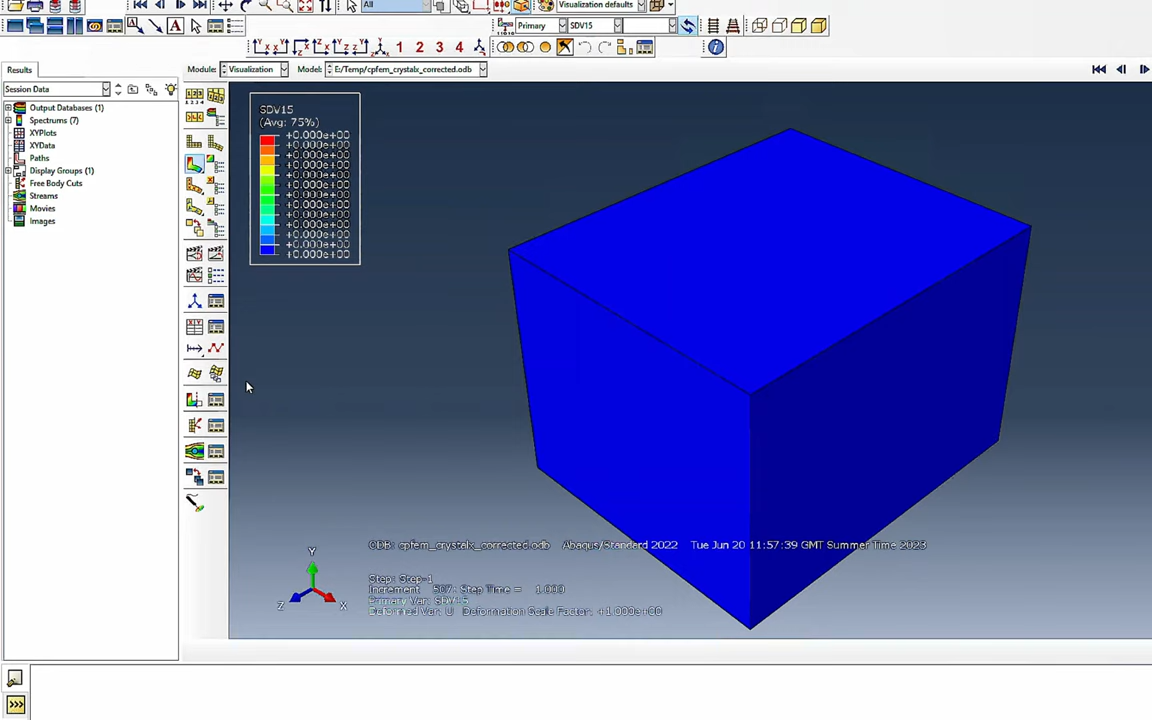 All
Visualization defaults
Primary
SDV15
1 2 3 4
Results
Module:
Visualization
Model:
E:/Temp/cpfem_crystalx_corrected.odb
Session Data
Output Databases (1)
Spectrums (7)
XYPlots
XYData
Paths
Display Groups (1)
Free Body Cuts
Streams
Movies
Images
SDV15
(Avg: 75%)
+0.000e+00
+0.000e+00
+0.000e+00
+0.000e+00
+0.000e+00
+0.000e+00
+0.000e+00
+0.000e+00
+0.000e+00
+0.000e+00
+0.000e+00
+0.000e+00
+0.000e+00
ODB: cpfem_crystalx_corrected.odb Abaqus/Standard 2022 Tue Jun 20 11:57:39 GMT Summer Time 2023
Y
Z
X
Step: Step-1
Increment 507: Step Time = 1.000
Primary Var: SDV15
Deformed Var: U Deformation Scale Factor: +1.000e+00